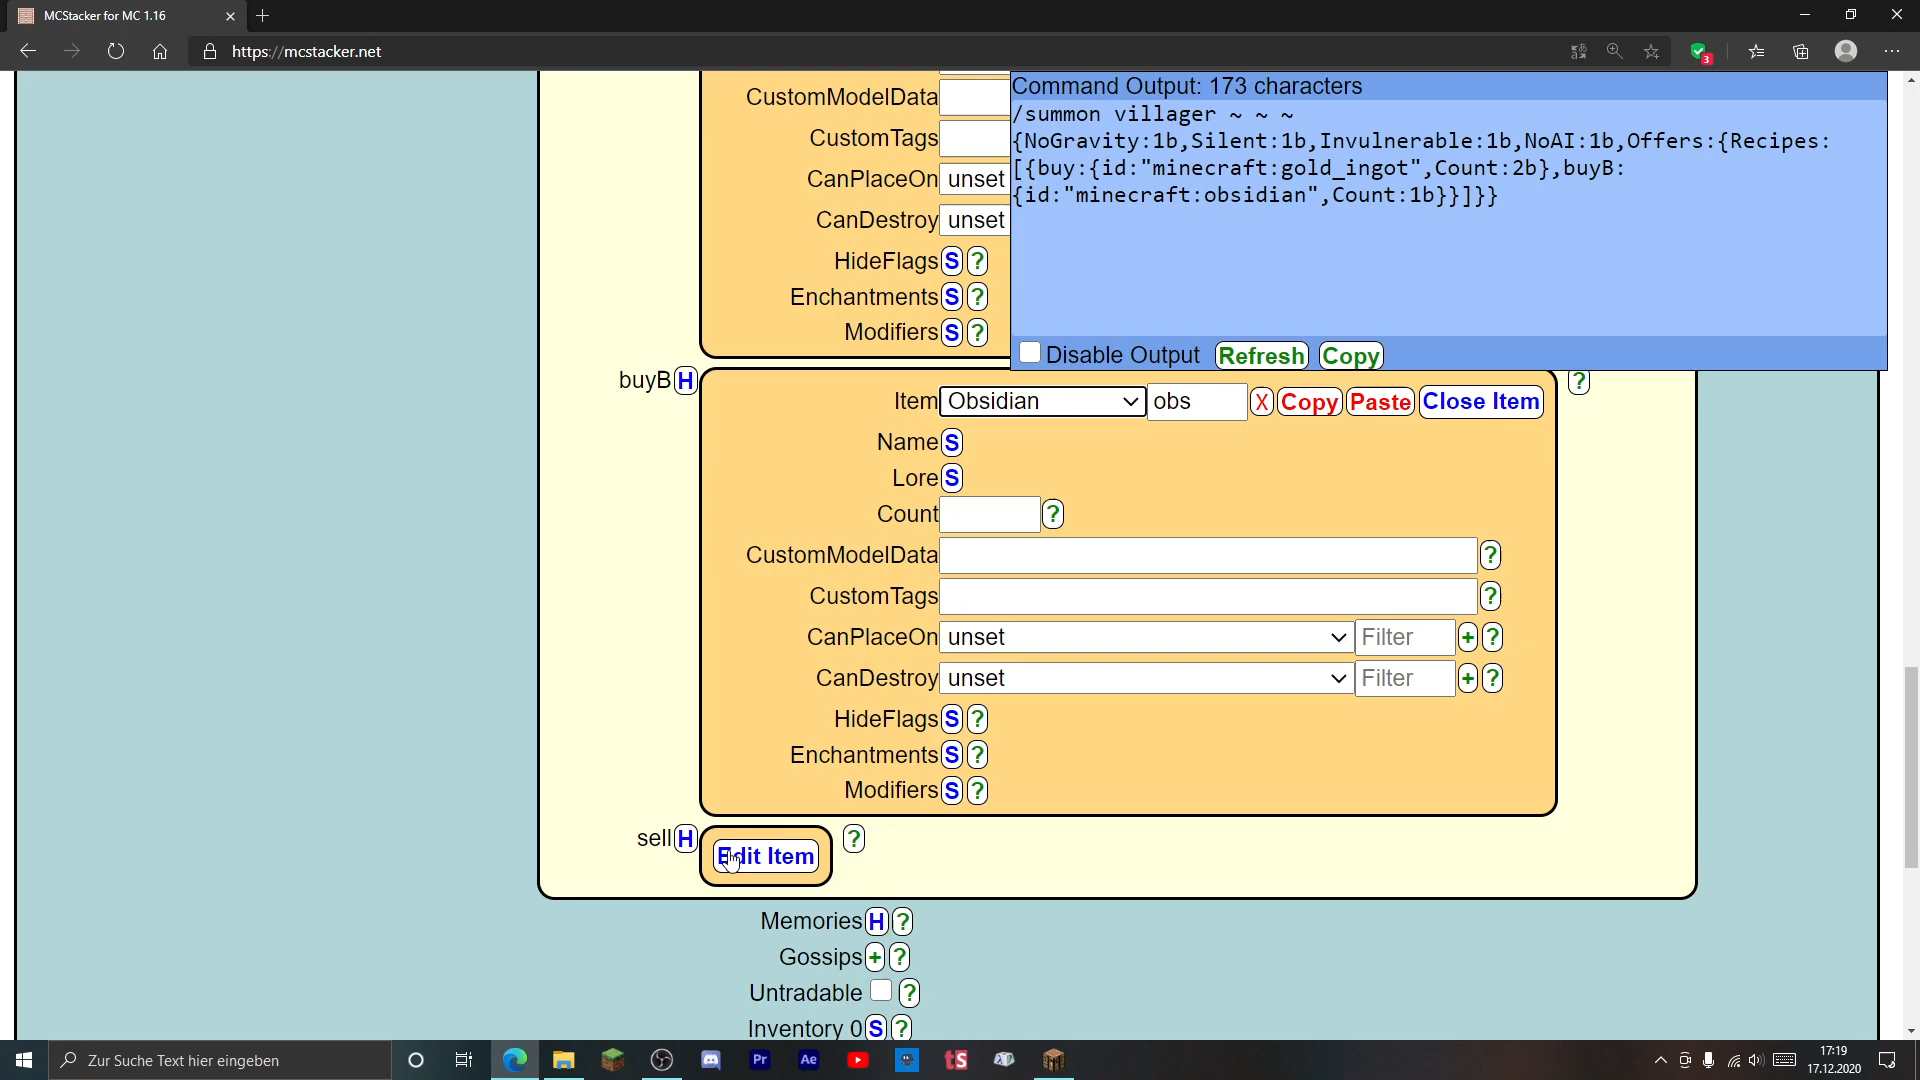 MCStacker for MC 1.16
https://mcstacker.net
3
CustomModelData
CustomTags
CanPlaceOn unset
CanDestroy unset
HideFlags S ?
Enchantments S ?
Modifiers S ?
Command Output: 173 characters
/summon villager ~ ~ ~
{NoGravity:1b,Silent:1b,Invulnerable:1b,NoAI:1b,Offers:{Recipes:
[{buy:{id:"minecraft:gold_ingot",Count:2b},buyB:
{id:"minecraft:obsidian",Count:1b}}]}}
Disable Output Refresh Copy
buyB H ?
Item Obsidian obs X Copy Paste Close Item
Name S
Lore S
Count ?
CustomModelData ?
CustomTags ?
CanPlaceOn unset Filter + ?
CanDestroy unset Filter + ?
HideFlags S ?
Enchantments S ?
Modifiers S ?
sell H Edit Item ?
Memories H ?
Gossips + ?
Untradable ?
Inventory 0 S ?
Zur Suche Text hier eingeben
Pr
Ae
tS
17:19
17.12.2020